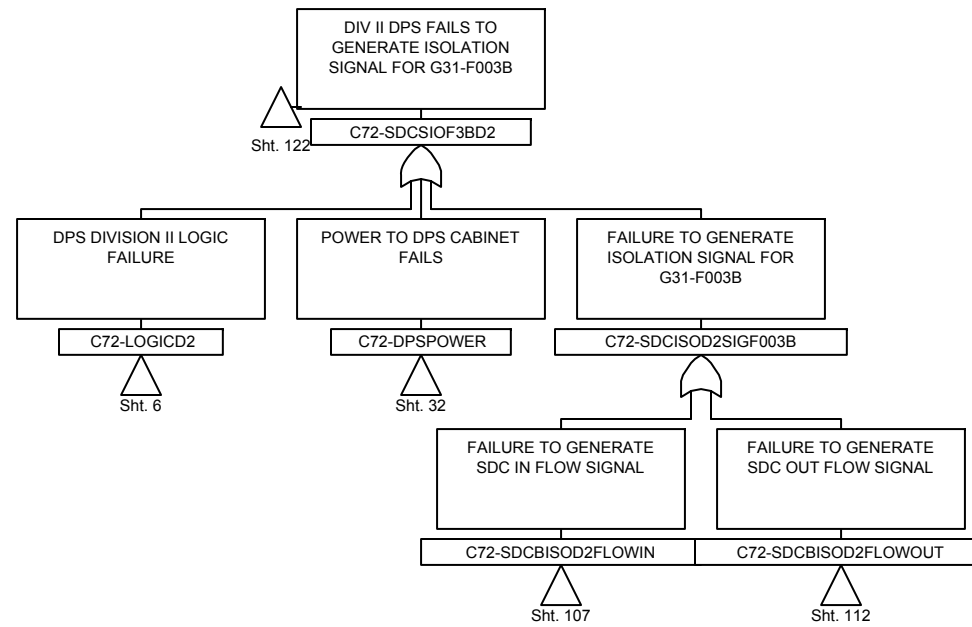 DIV II DPS FAILS TO
GENERATE ISOLATION
SIGNAL FOR G31-F003B
Sht. 122
C72-SDCSIOF3BD2
DPS DIVISION II LOGIC
FAILURE
C72-LOGICD2
Sht. 6
POWER TO DPS CABINET
FAILS
C72-DPSPOWER
Sht. 32
FAILURE TO GENERATE
ISOLATION SIGNAL FOR
G31-F003B
C72-SDCISOD2SIGF003B
FAILURE TO GENERATE
SDC IN FLOW SIGNAL
C72-SDCBISOD2FLOWIN
Sht. 107
FAILURE TO GENERATE
SDC OUT FLOW SIGNAL
C72-SDCBISOD2FLOWOUT
Sht. 112